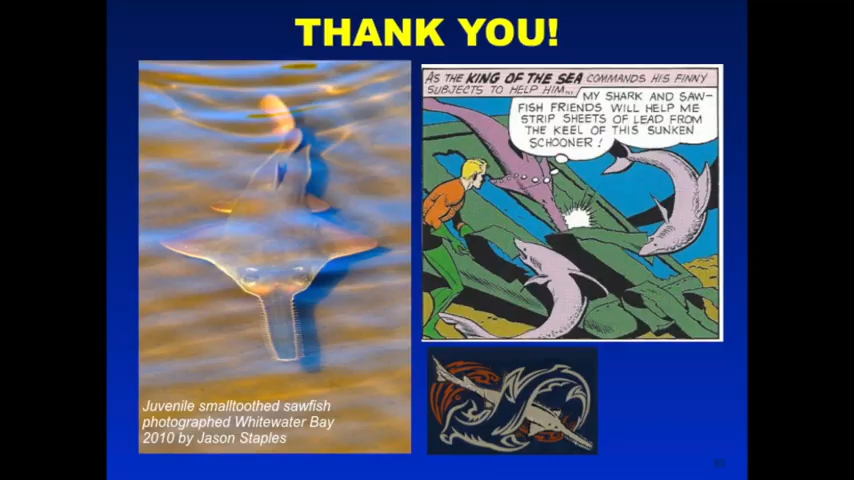 THANK YOU!
AS THE KING OF THE SEA COMMANDS HIS FINNY
SUBJECTS TO HELP HIM...
MY SHARK AND SAW-
FISH FRIENDS WILL HELP ME
STRIP SHEETS OF LEAD FROM
THE KEEL OF THIS SUNKEN
SCHOONER!
Juvenile smalltoothed sawfish
photographed Whitewater Bay
2010 by Jason Staples